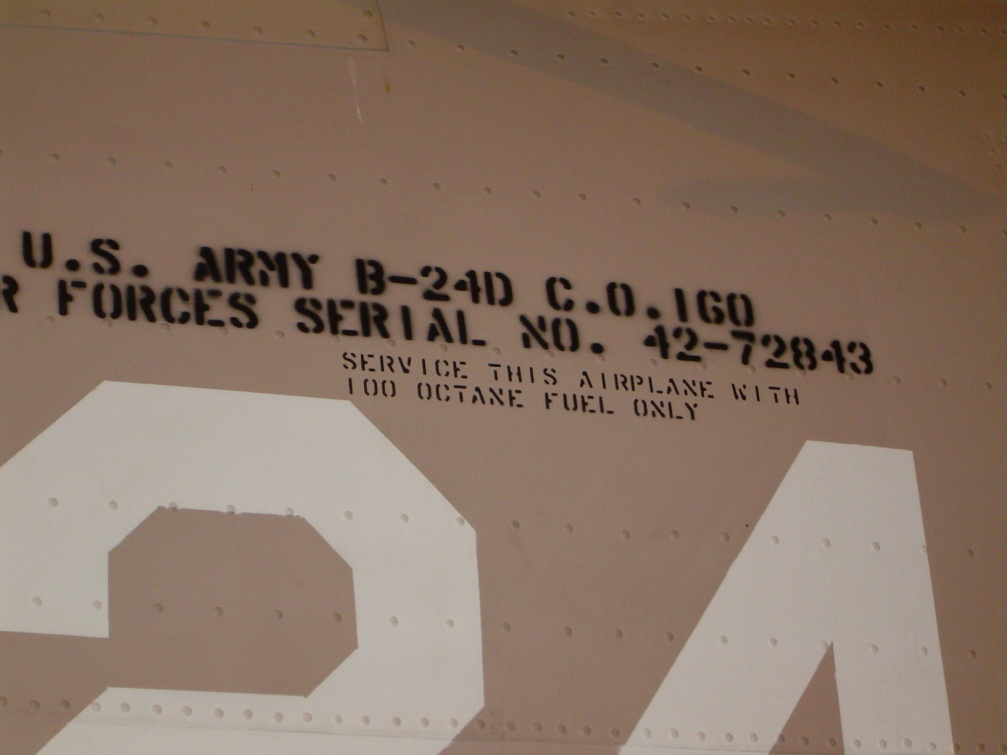 U.S. ARMY B-24D C.O.160
R FORCES SERIAL NO. 42-72843
SERVICE THIS AIRPLANE WITH
100 OCTANE FUEL ONLY
24